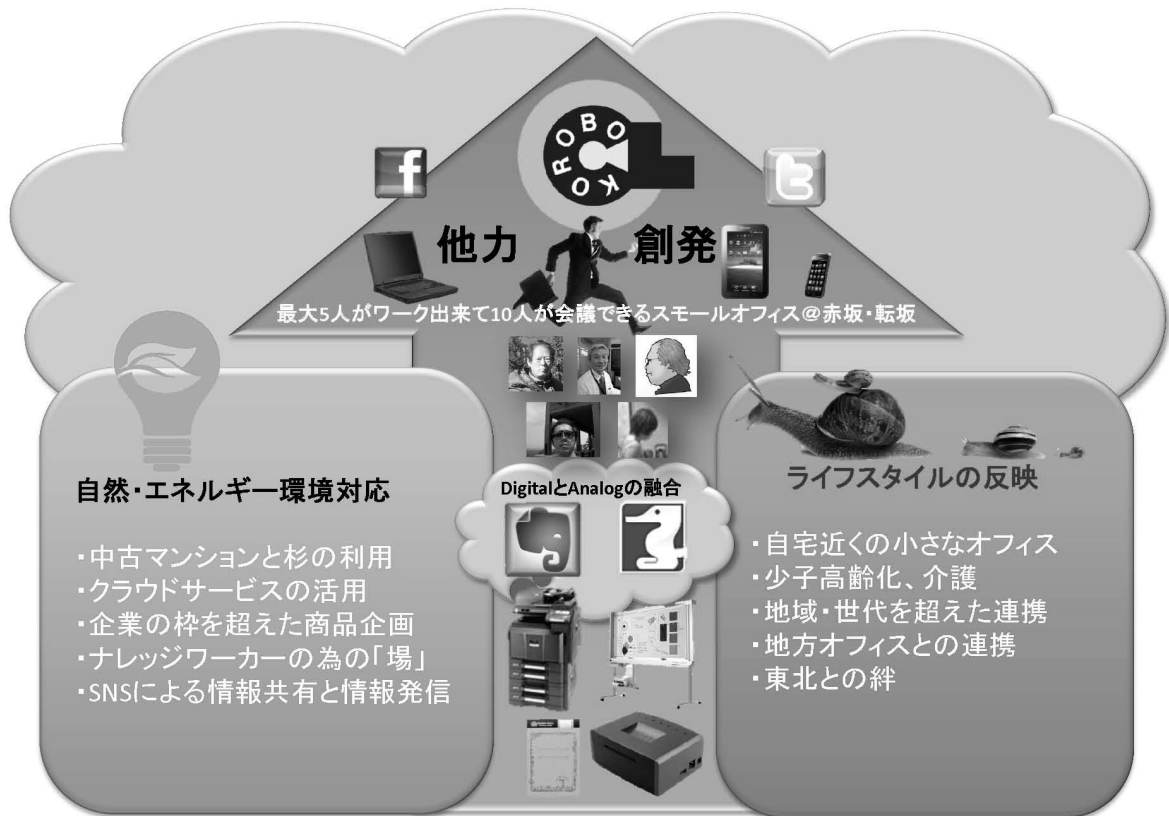 KOROBO
f
t
他力 創発
最大5人がワーク出来て10人が会議できるスモールオフィス@赤坂・転坂
自然・エネルギー環境対応
・中古マンションと杉の利用
・クラウドサービスの活用
・企業の枠を超えた商品企画
・ナレッジワーカーの為の「場」
・SNSによる情報共有と情報発信
DigitalとAnalogの融合
ライフスタイルの反映
・自宅近くの小さなオフィス
・少子高齢化、介護
・地域・世代を超えた連携
・地方オフィスとの連携
・東北との絆